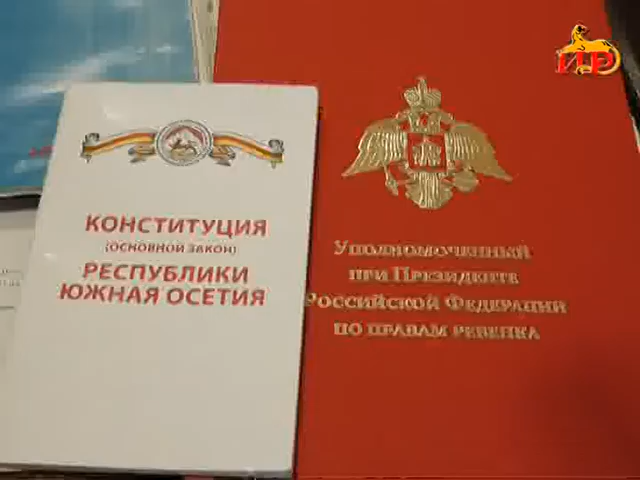 ИР
КОНСТИТУЦИЯ
(ОСНОВНОЙ ЗАКОН)
РЕСПУБЛИКИ
ЮЖНАЯ ОСЕТИЯ
Уполномоченный
при Президенте
Российской Федерации
по правам ребенка